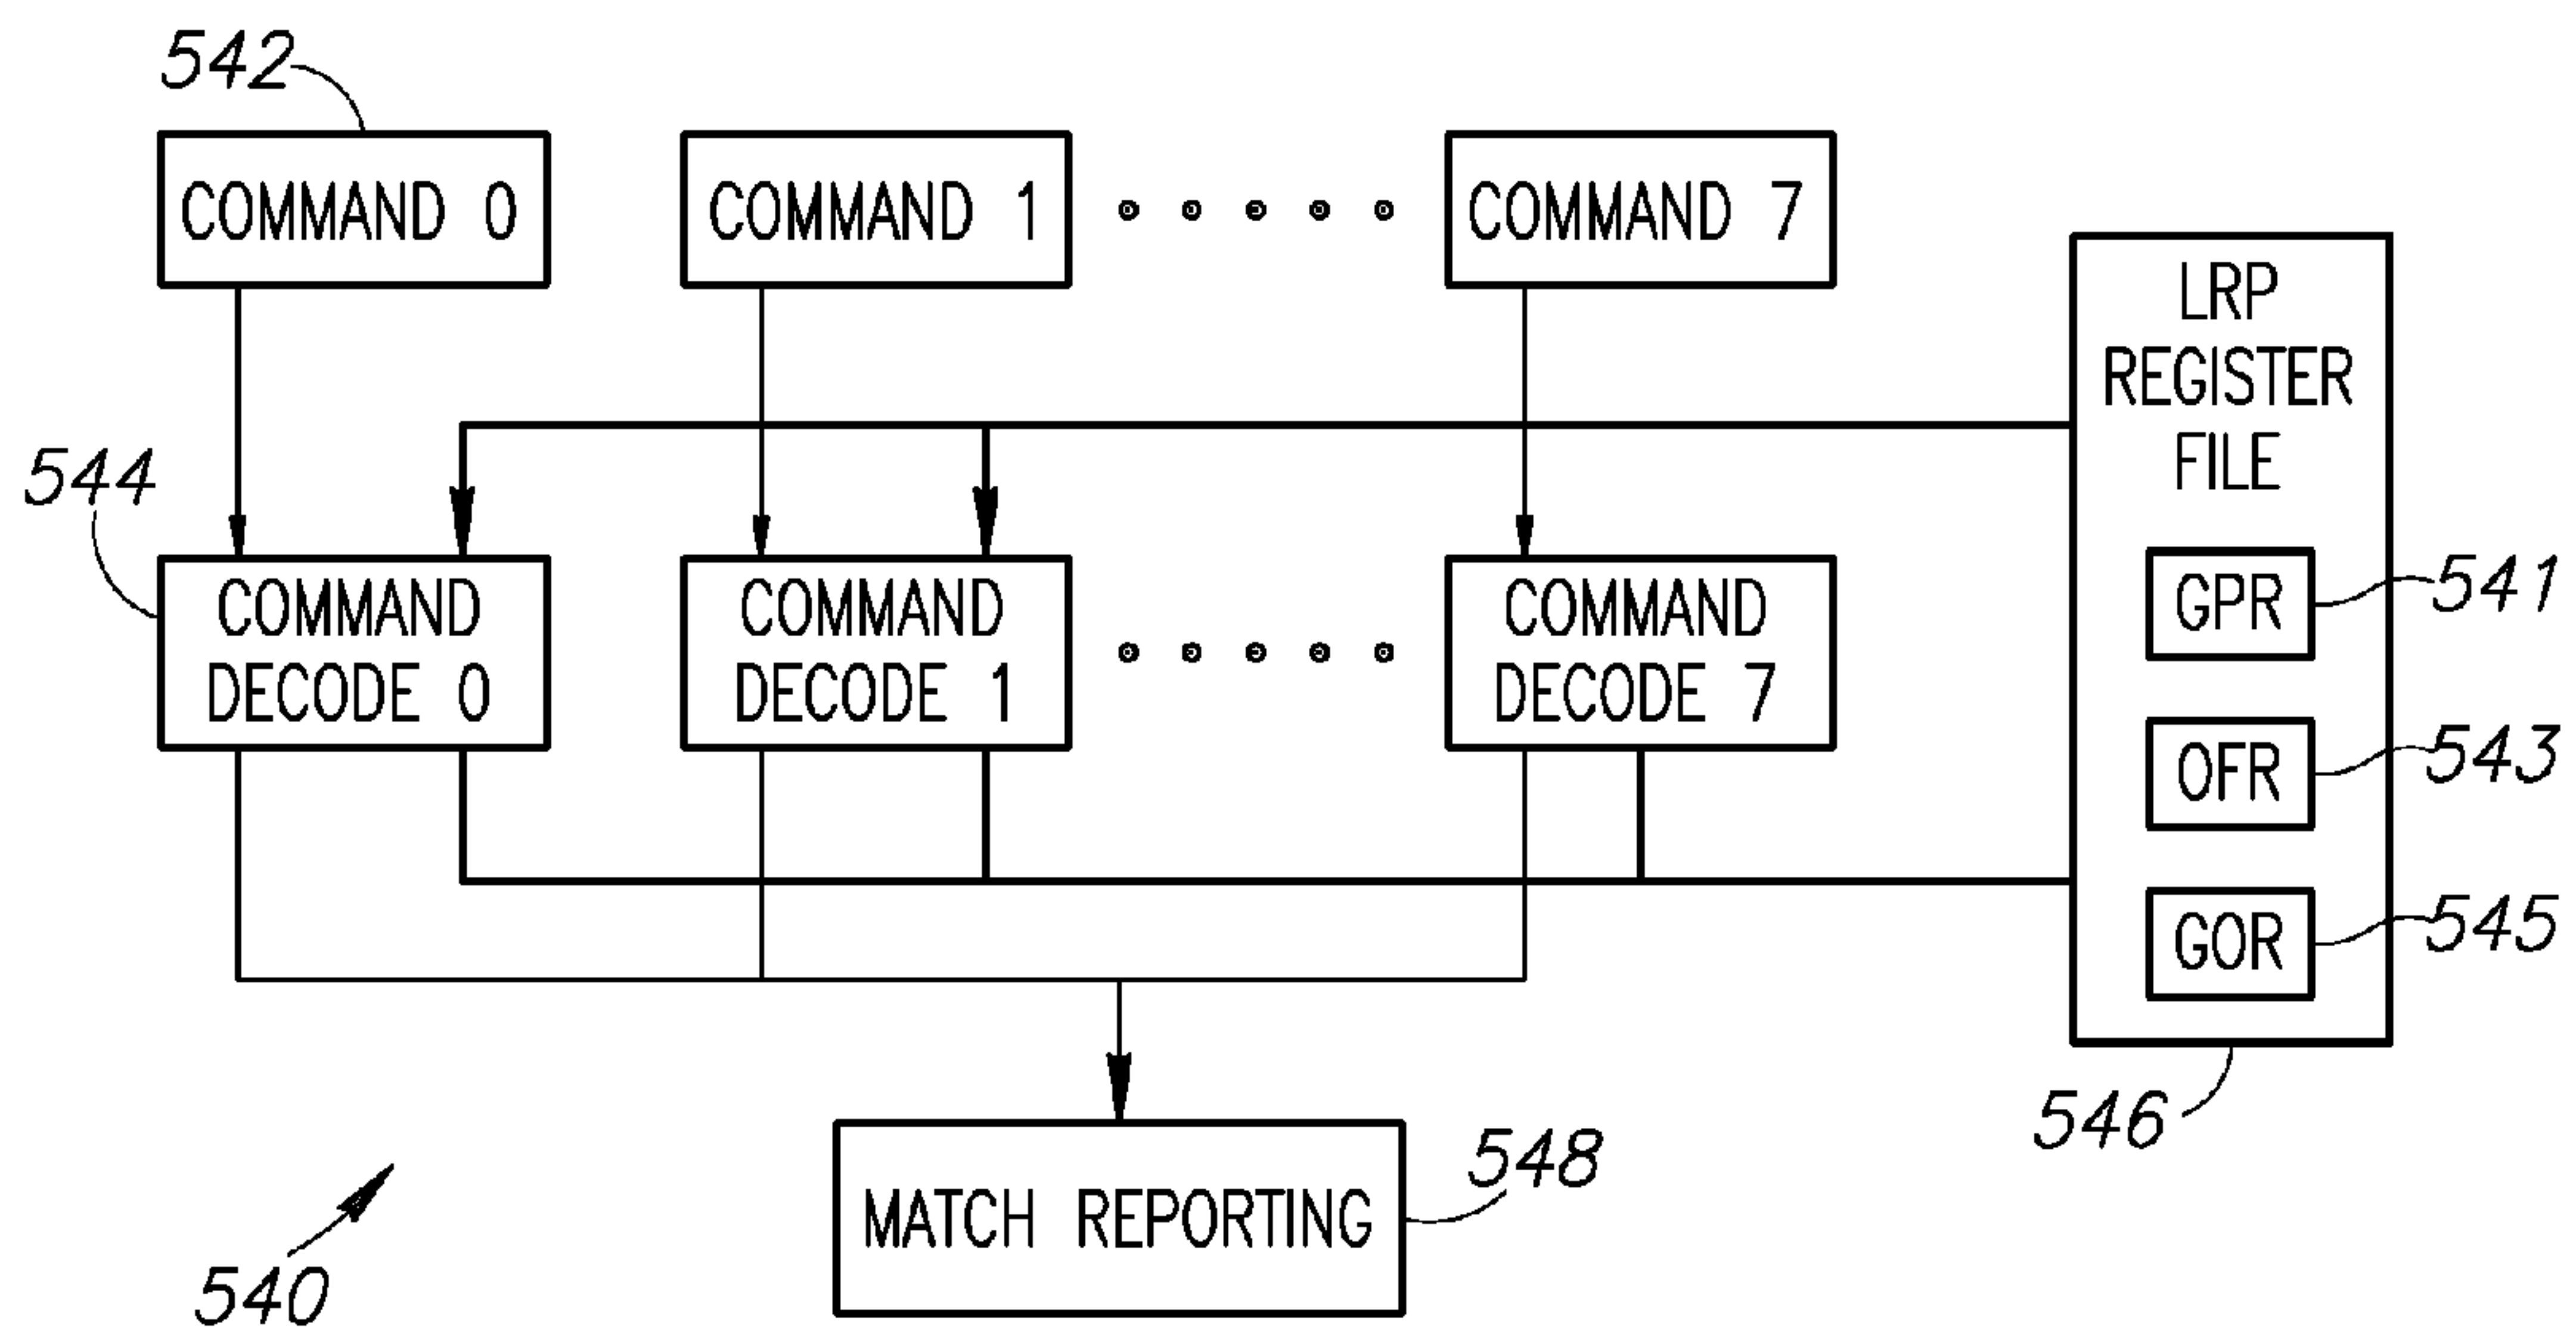 542
COMMAND 0
COMMAND 1
COMMAND 7
LRP
REGISTER
FILE
544
COMMAND
DECODE 0
COMMAND
DECODE 1
COMMAND
DECODE 7
GPR
541
OFR
543
GOR
545
546
MATCH REPORTING
548
540